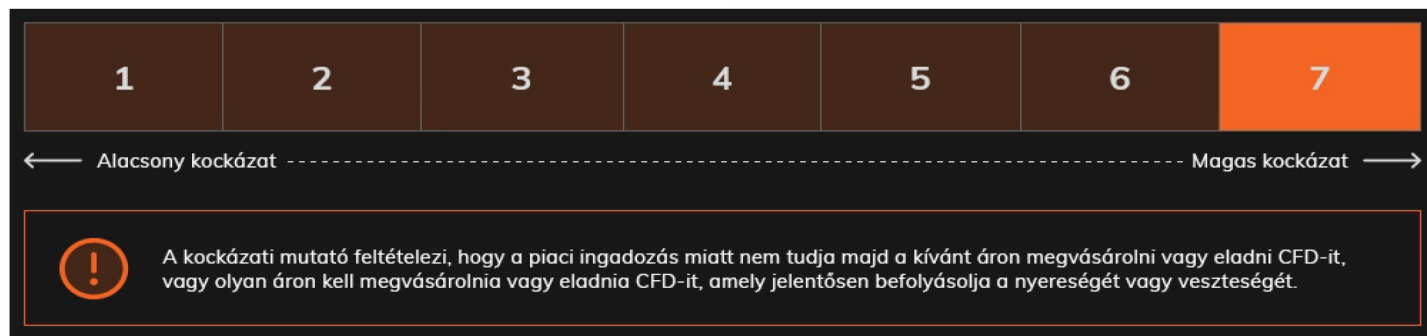 1 2 3 4 5 6 7
Alacsony kockázat Magas kockázat
A kockázati mutató feltételezi, hogy a piaci ingadozás miatt nem tudja majd a kívánt áron megvásárolni vagy eladni CFD-it,
vagy olyan áron kell megvásárolnia vagy eladnia CFD-it, amely jelentősen befolyásolja a nyereségét vagy veszteségét.